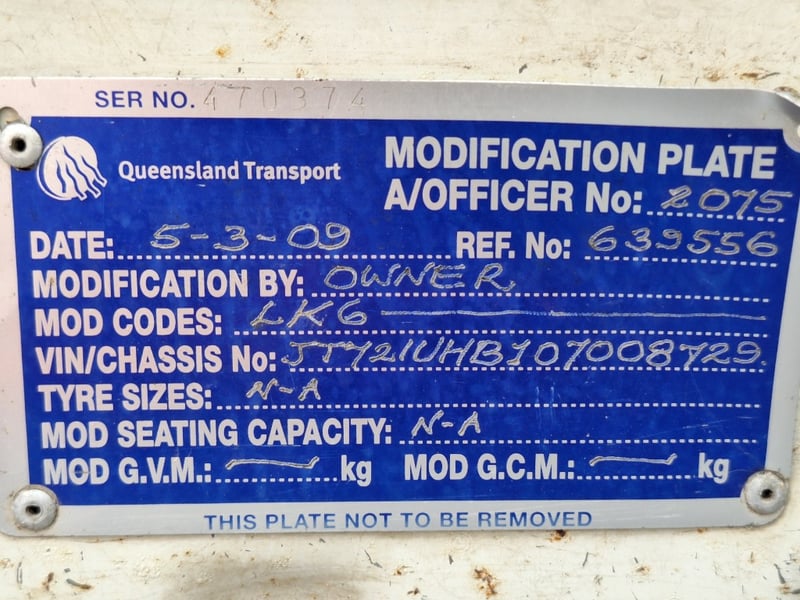 SER NO. 470374
Queensland Transport
MODIFICATION PLATE
A/OFFICER No: 2075
DATE: 5-3-09 REF. No: 639556
MODIFICATION BY: OWNER
MOD CODES: LK6
VIN/CHASSIS No: JT721UHB107008729
TYRE SIZES: N-A
MOD SEATING CAPACITY: N-A
MOD G.V.M.: kg MOD G.C.M.: kg
THIS PLATE NOT TO BE REMOVED